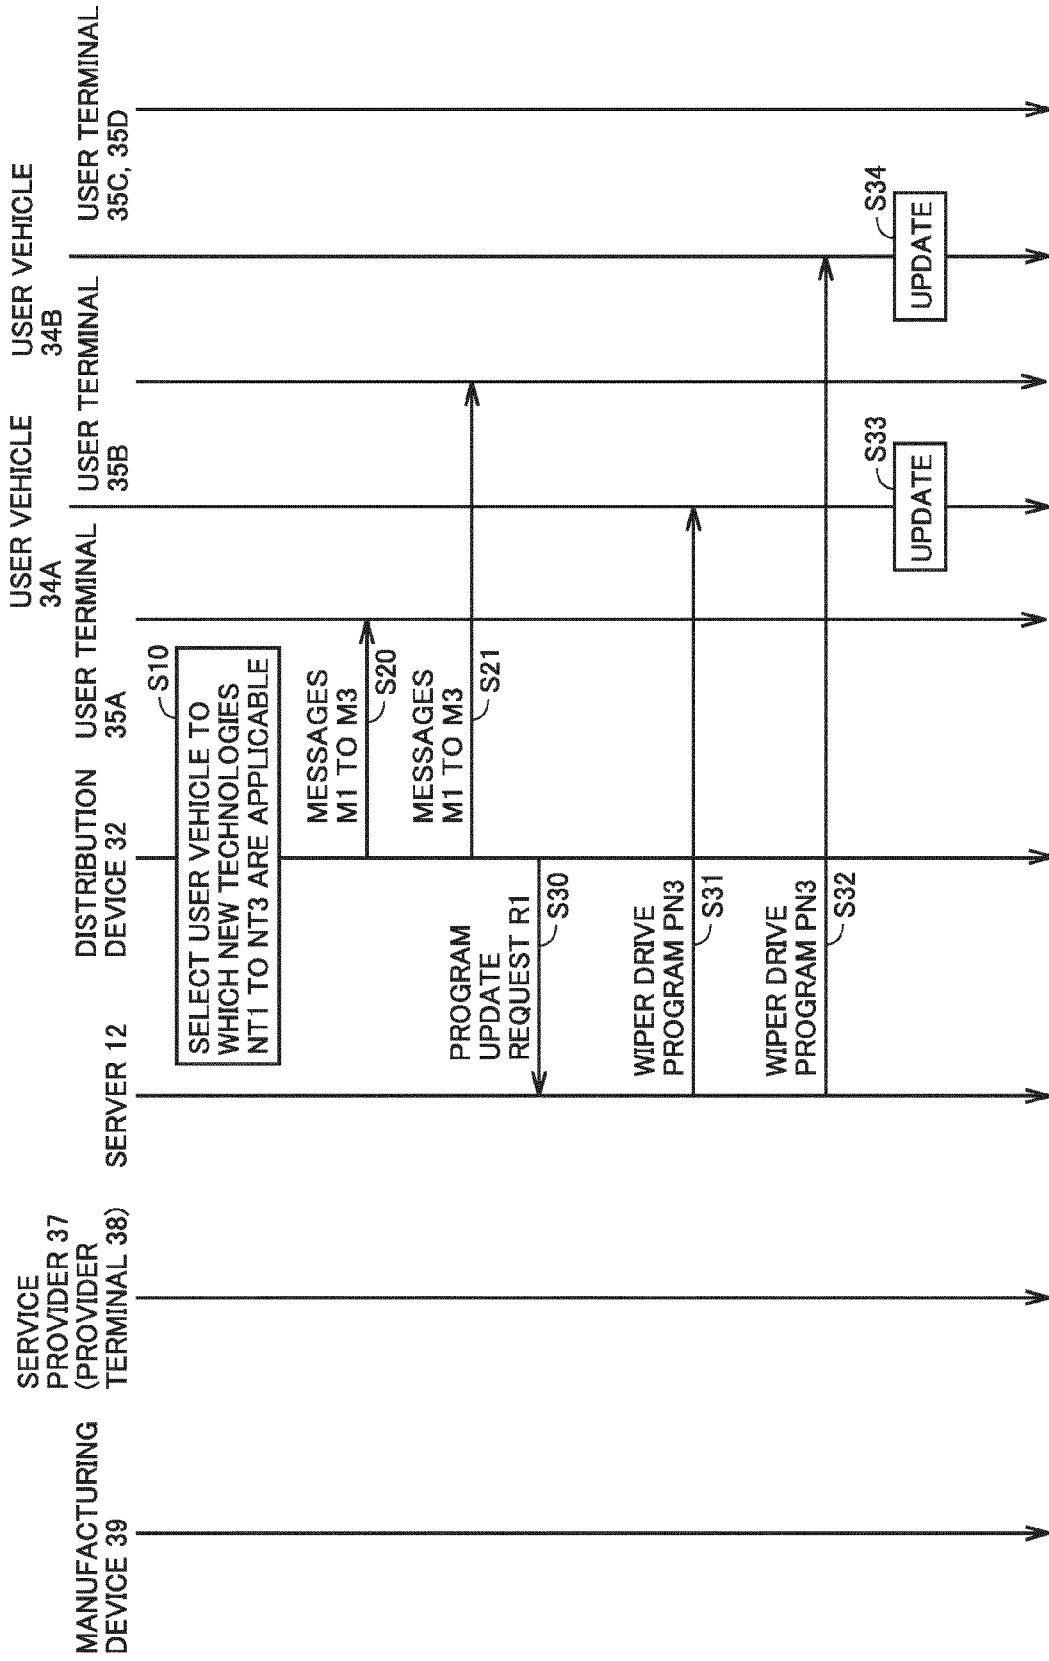 MANUFACTURING
DEVICE 39
SERVICE
PROVIDER 37
(PROVIDER
TERMINAL 38)
SERVER 12
DISTRIBUTION
DEVICE 32
USER TERMINAL
35A
USER VEHICLE
34A
USER TERMINAL
35B
USER VEHICLE
34B
USER TERMINAL
35C, 35D
S10
SELECT USER VEHICLE TO
WHICH NEW TECHNOLOGIES
NT1 TO NT3 ARE APPLICABLE
MESSAGES
M1 TO M3
S20
MESSAGES
M1 TO M3
S21
PROGRAM
UPDATE
REQUEST R1
S30
WIPER DRIVE
PROGRAM PN3
S31
WIPER DRIVE
PROGRAM PN3
S32
S33
UPDATE
S34
UPDATE